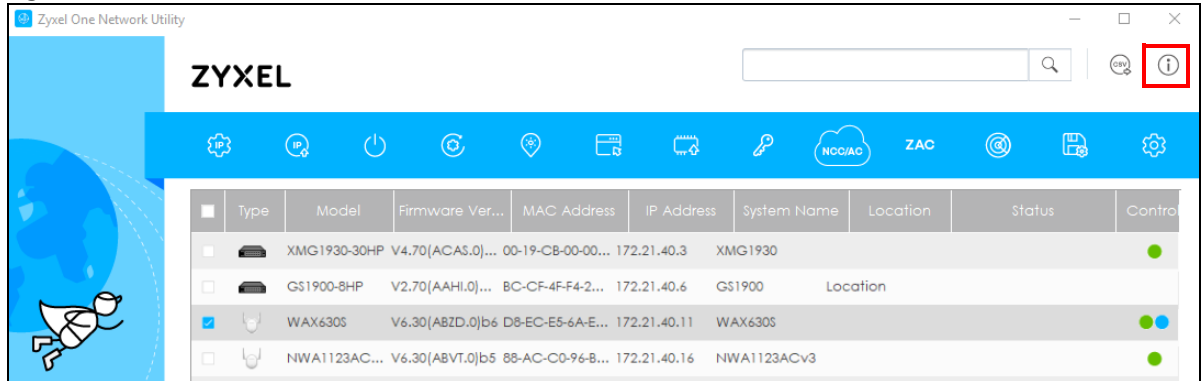 Zyxel One Network Utility
ZYXEL
CSV
IP IP NCC/AC ZAC
Type Model Firmware Ver... MAC Address IP Address System Name Location Status Control
XMG1930-30HP V4.70(ACAS.0)... 00-19-CB-00-00... 172.21.40.3 XMG1930
GS1900-8HP V2.70(AAHI.0)... BC-CF-4F-F4-2... 172.21.40.6 GS1900 Location
WAX630S V6.30(ABZD.0)b6 D8-EC-E5-6A-E... 172.21.40.11 WAX630S
NWA1123AC... V6.30(ABVT.0)b5 88-AC-C0-96-B... 172.21.40.16 NWA1123ACv3